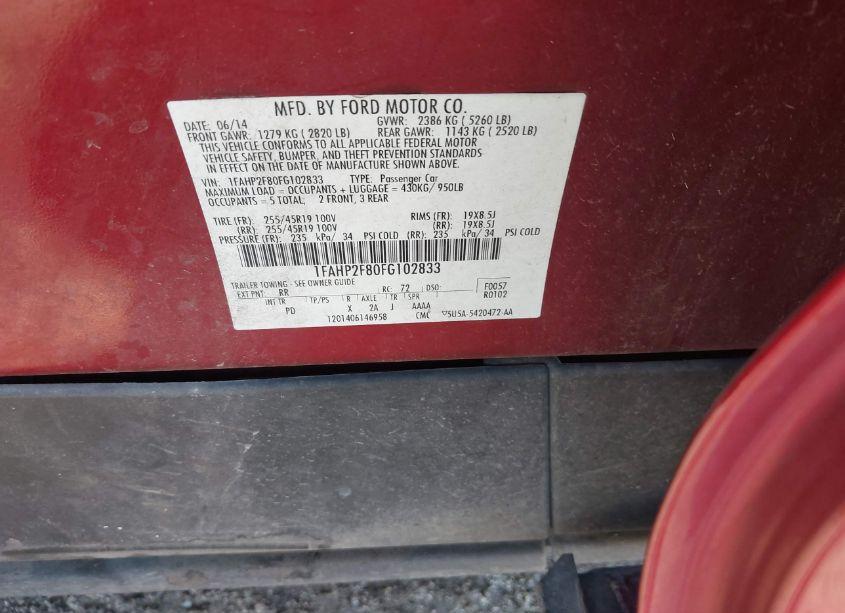 MFD. BY FORD MOTOR CO.
DATE: 06/14 GVWR: 2386 KG ( 5260 LB)
FRONT GAWR: 1279 KG ( 2820 LB) REAR GAWR: 1143 KG ( 2520 LB)
THIS VEHICLE CONFORMS TO ALL APPLICABLE FEDERAL MOTOR
VEHICLE SAFETY, BUMPER, AND THEFT PREVENTION STANDARDS
IN EFFECT ON THE DATE OF MANUFACTURE SHOWN ABOVE.
VIN: 1FAHP2F80FG102833 TYPE: Passenger Car
MAXIMUM LOAD = OCCUPANTS + LUGGAGE = 430KG/ 950LB
OCCUPANTS = 5 TOTAL; 2 FRONT, 3 REAR
TIRE (FR): 255/45R19 100V RIMS (FR): 19X8.5J
(RR): 255/45R19 100V (RR): 19X8.5J
PRESSURE (FR): 235 kPa/ 34 PSI COLD (RR): 235 kPa/ 34 PSI COLD
1FAHP2F80FG102833
TRAILER TOWING - SEE OWNER GUIDE
EXT PNT: RR RC: 72 DSO: F0057
R0102
INT TR TP/PS R AXLE TR SPR
PD X 2A J AAAA
1201406146958 CMC 5U5A-5420472-AA